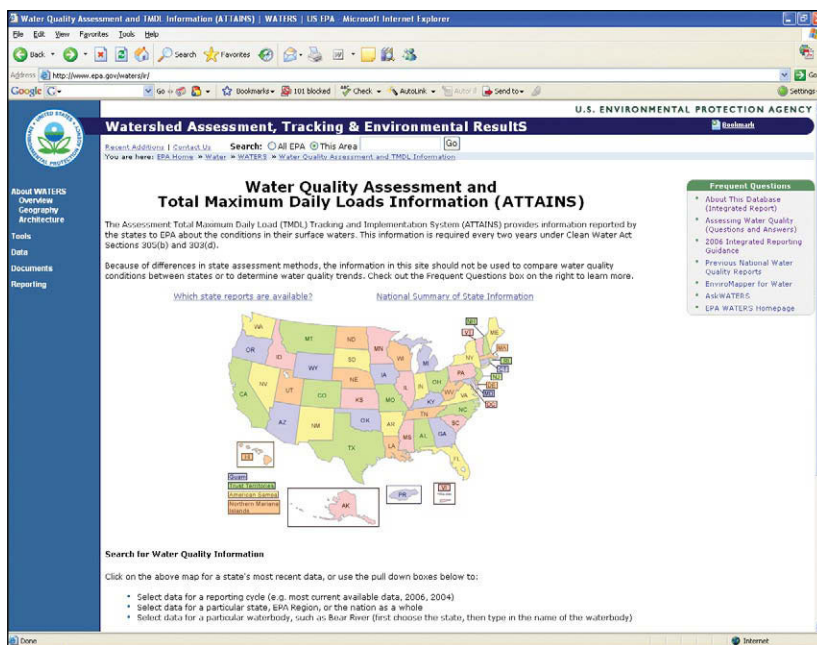 Water Quality Assessment and TMDL Information (ATTAINS) | WATERS | US EPA - Microsoft Internet Explorer
File Edit View Favorites Tools Help
Back Search Favorites
Address http://www.epa.gov/waters/ir/ Go
Google Go Bookmarks 101 blocked Check AutoLink Send to Settings
U.S. ENVIRONMENTAL PROTECTION AGENCY
Watershed Assessment, Tracking & Environmental ResultS
Bookmark
Recent Additions | Contact Us Search: All EPA This Area Go
You are here: EPA Home » Water » WATERS » Water Quality Assessment and TMDL Information
About WATERS
Overview
Geography
Architecture
Tools
Data
Documents
Reporting
Water Quality Assessment and
Total Maximum Daily Loads Information (ATTAINS)
The Assessment Total Maximum Daily Load (TMDL) Tracking and Implementation System (ATTAINS) provides information reported by
the states to EPA about the conditions in their surface waters. This information is required every two years under Clean Water Act
Sections 305(b) and 303(d).
Because of differences in state assessment methods, the information in this site should not be used to compare water quality
conditions between states or to determine water quality trends. Check out the Frequent Questions box on the right to learn more.
Which state reports are available? National Summary of State Information
Frequent Questions
About This Database
(Integrated Report)
Assessing Water Quality
(Questions and Answers)
2006 Integrated Reporting
Guidance
Previous National Water
Quality Reports
EnviroMapper for Water
AskWATERS
EPA WATERS Homepage
WA MT ND MN ME
OR ID SD WI MI NY
WY IA PA
NV UT NE IL IN OH NJ
CA CO KS MO KY WV VA DE
AZ NM OK AR TN NC DC
TX LA MS AL GA SC
FL
HI
AK PR VI
Guam
Trust Territories
American Samoa
Northern Mariana
Islands
Search for Water Quality Information
Click on the above map for a state's most recent data, or use the pull down boxes below to:
Select data for a reporting cycle (e.g. most current available data, 2006, 2004)
Select data for a particular state, EPA Region, or the nation as a whole
Select data for a particular waterbody, such as Bear River (first choose the state, then type in the name of the waterbody)
Done Internet